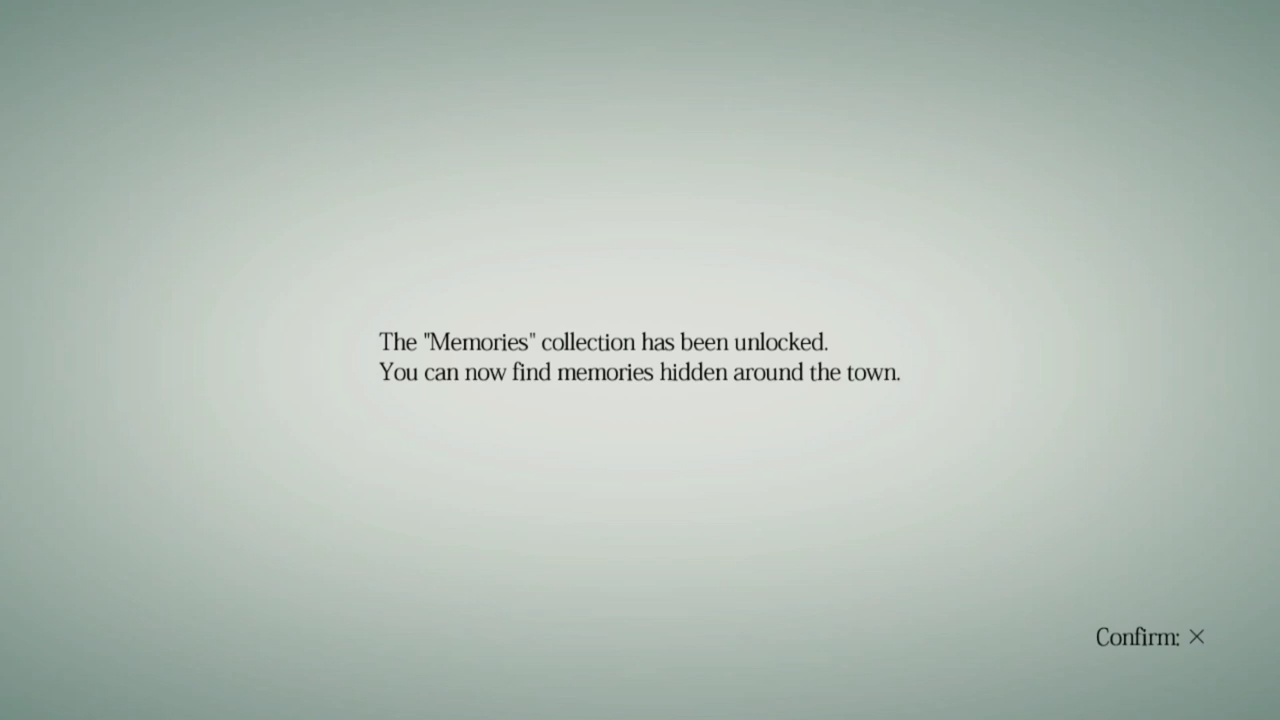 The "Memories" collection has been unlocked.
You can now find memories hidden around the town.
Confirm: ×